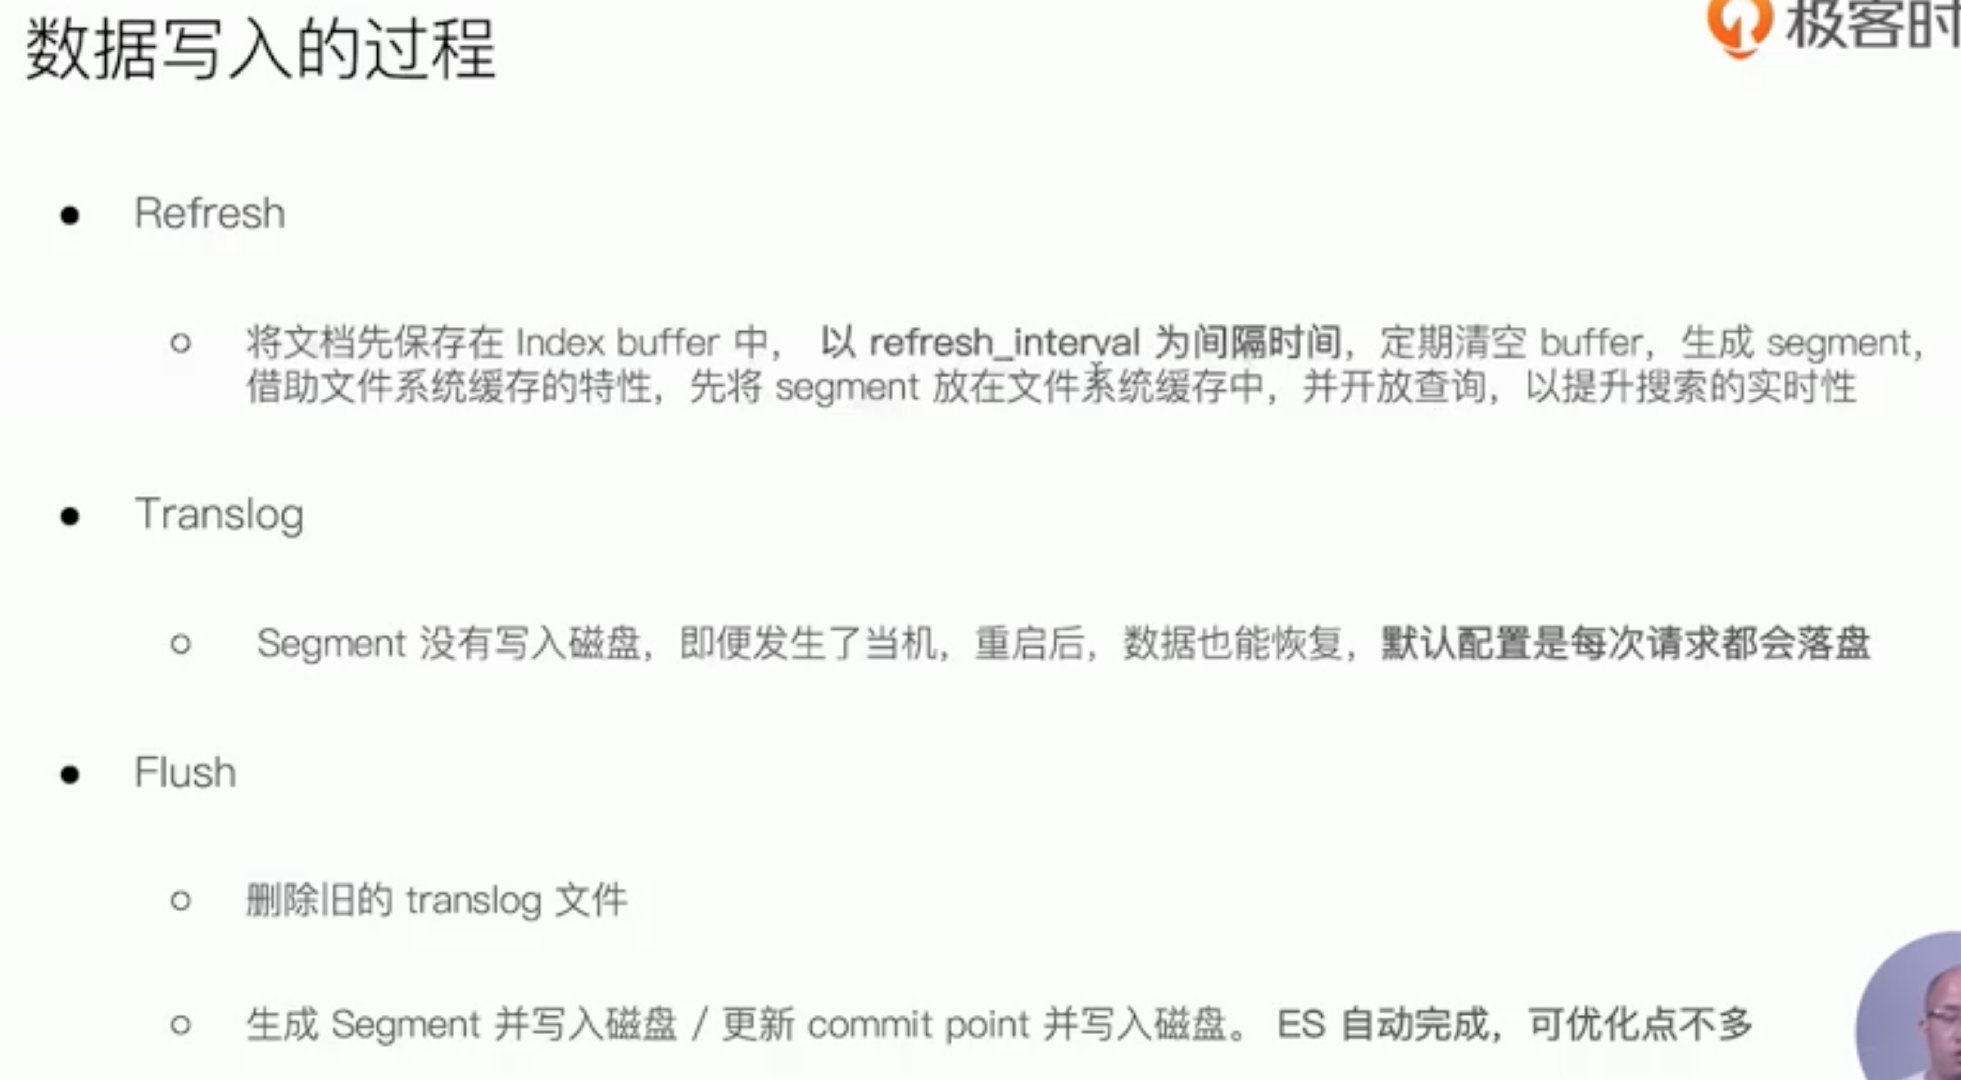 数据写入的过程
极客时
Refresh
将文档先保存在 Index buffer 中， 以 refresh_interval 为间隔时间，定期清空 buffer，生成 segment，
借助文件系统缓存的特性，先将 segment 放在文件系统缓存中，并开放查询，以提升搜索的实时性
Translog
Segment 没有写入磁盘，即便发生了当机，重启后，数据也能恢复，默认配置是每次请求都会落盘
Flush
删除旧的 translog 文件
生成 Segment 并写入磁盘 / 更新 commit point 并写入磁盘。 ES 自动完成，可优化点不多